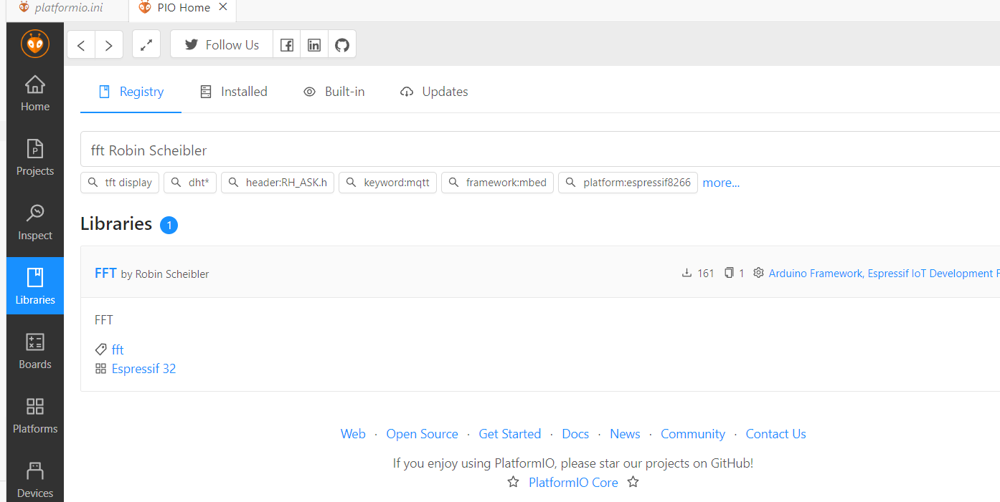 platformio.ini
PIO Home
Follow Us
Home
Registry
Installed
Built-in
Updates
Projects
fft Robin Scheibler
tft display
dht*
header:RH_ASK.h
keyword:mqtt
framework:mbed
platform:espressif8266
more...
Inspect
Libraries 1
Libraries
FFT by Robin Scheibler
161
1
Arduino Framework, Espressif IoT Development F
FFT
fft
Espressif 32
Boards
Platforms
Devices
Web · Open Source · Get Started · Docs · News · Community · Contact Us
If you enjoy using PlatformIO, please star our projects on GitHub!
PlatformIO Core